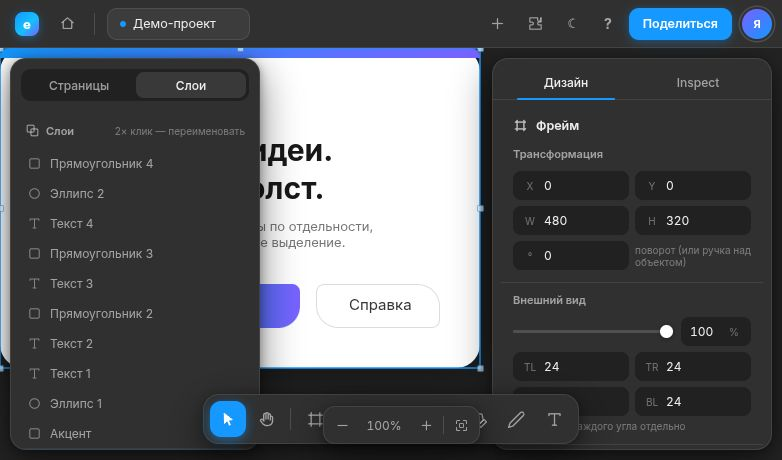 e
Демо-проект
?
Поделиться
Я
Страницы
Слои
Слои
2× клик — переименовать
Прямоугольник 4
Эллипс 2
Текст 4
Прямоугольник 3
Текст 3
Прямоугольник 2
Текст 2
Текст 1
Эллипс 1
Акцент
идеи.
олст.
ы по отдельности,
е выделение.
Справка
100%
Дизайн
Inspect
Фрейм
Трансформация
X 0
Y 0
W 480
H 320
° 0
поворот (или ручка над
объектом)
Внешний вид
100 %
TL 24
TR 24
BL 24
аждого угла отдельно